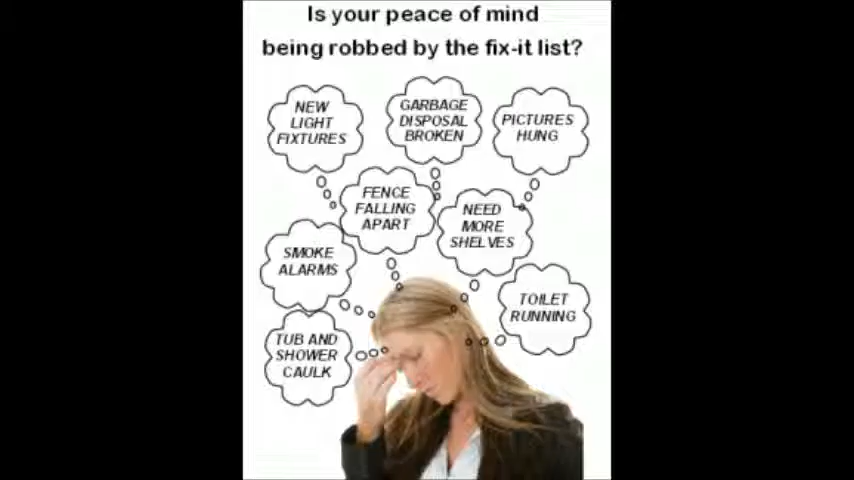 Is your peace of mind
being robbed by the fix-it list?
NEW
LIGHT
FIXTURES
GARBAGE
DISPOSAL
BROKEN
PICTURES
HUNG
FENCE
FALLING
APART
NEED
MORE
SHELVES
SMOKE
ALARMS
TOILET
RUNNING
TUB AND
SHOWER
CAULK